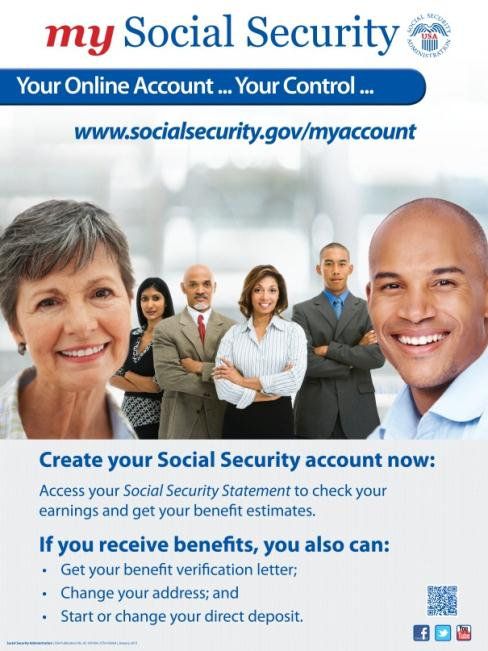 my Social Security
SOCIAL SECURITY
USA
ADMINISTRATION
Your Online Account ... Your Control ...
www.socialsecurity.gov/myaccount
Create your Social Security account now:
Access your Social Security Statement to check your
earnings and get your benefit estimates.
If you receive benefits, you also can:
• Get your benefit verification letter;
• Change your address; and
• Start or change your direct deposit.
f
You
Tube
Social Security Administration